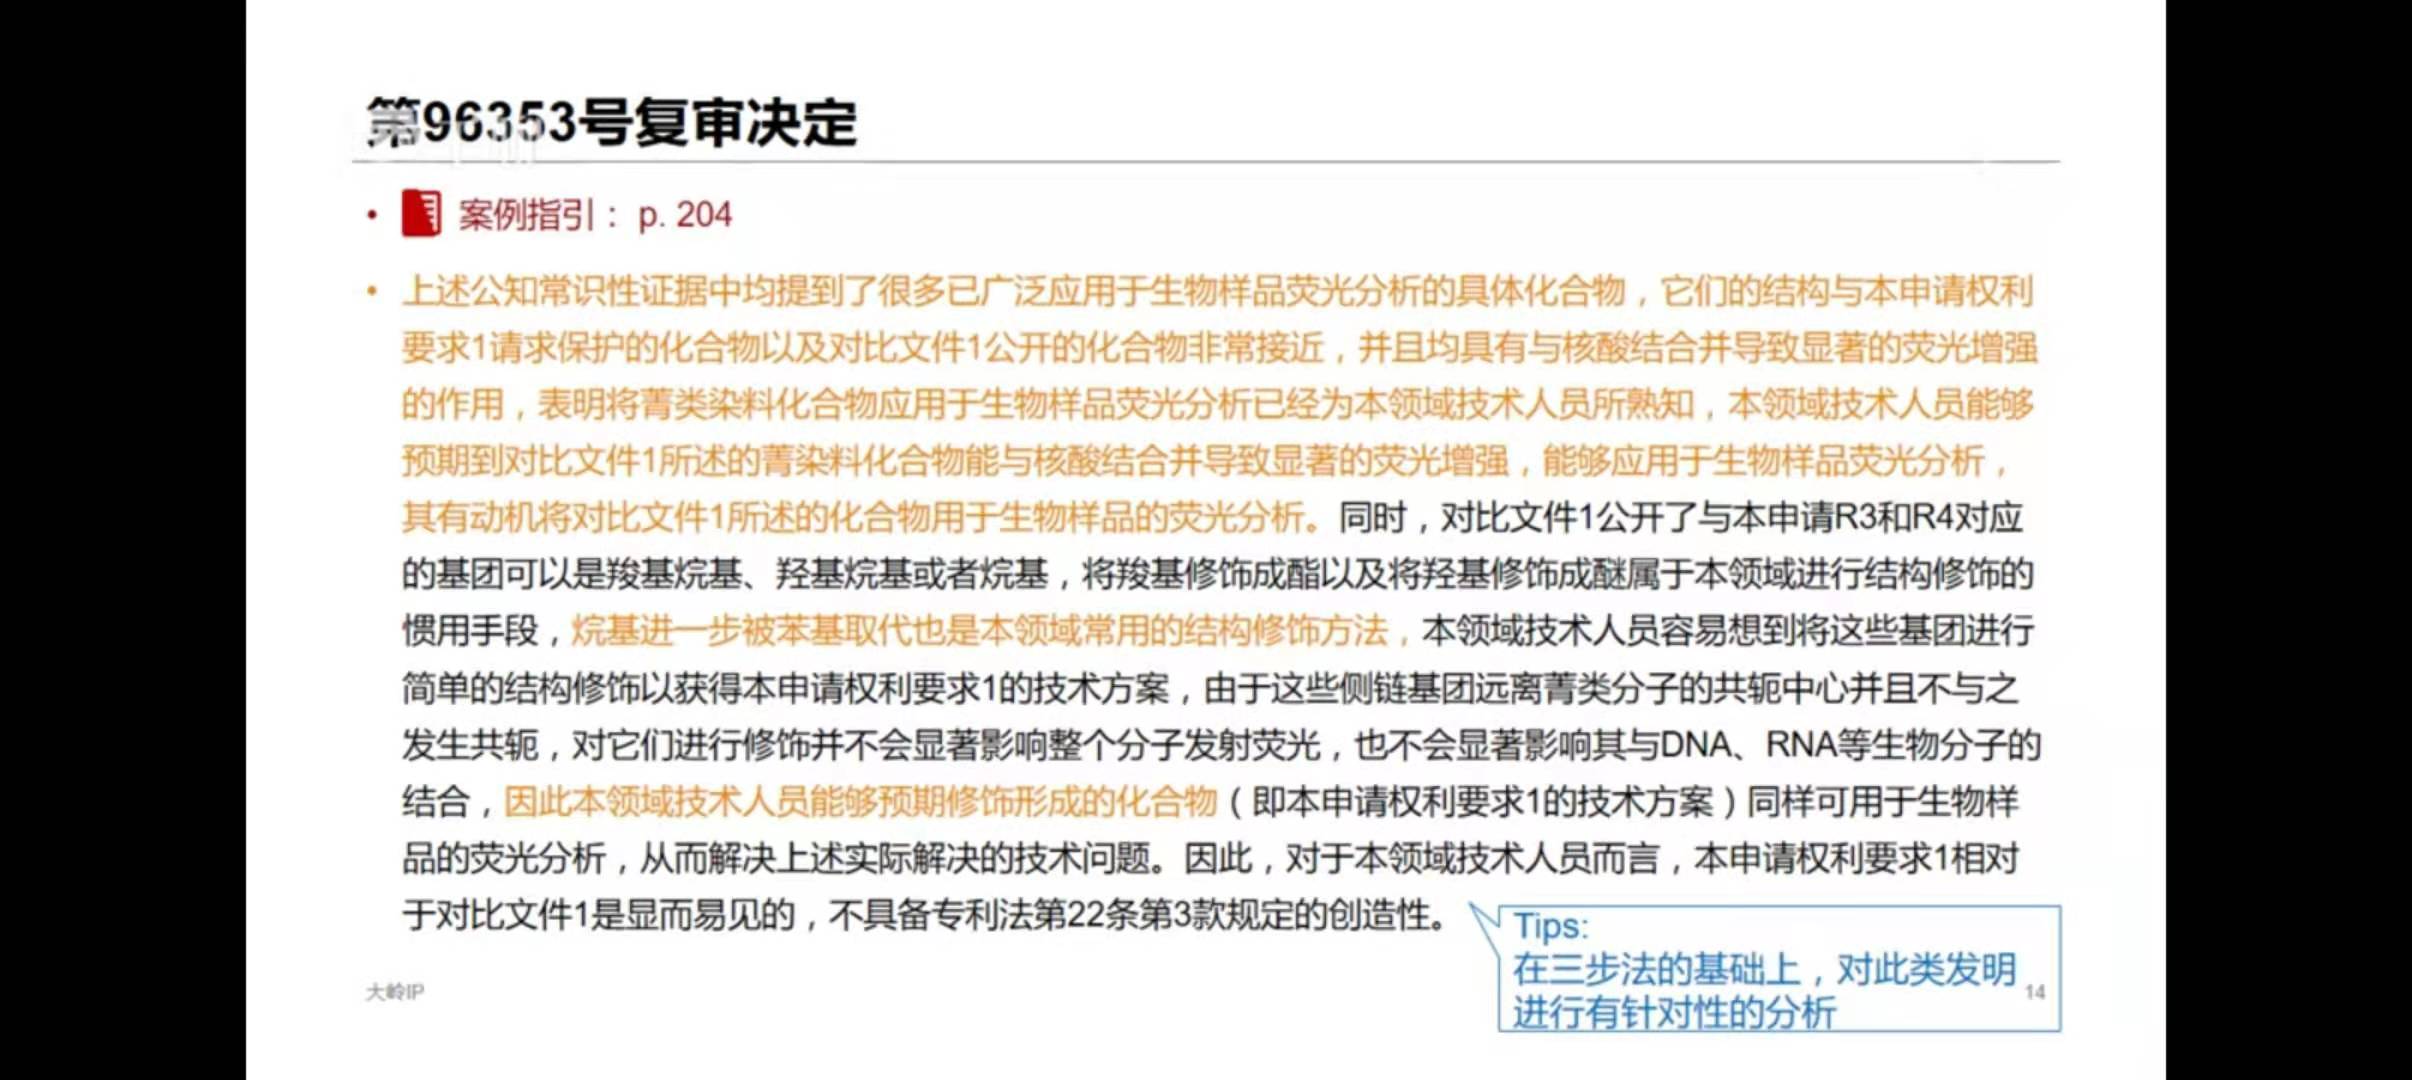 第96353号复审决定
• 案例指引： p. 204
• 上述公知常识性证据中均提到了很多已广泛应用于生物样品荧光分析的具体化合物，它们的结构与本申请权利
要求1请求保护的化合物以及对比文件1公开的化合物非常接近，并且均具有与核酸结合并导致显著的荧光增强
的作用，表明将菁类染料化合物应用于生物样品荧光分析已经为本领域技术人员所熟知，本领域技术人员能够
预期到对比文件1所述的菁染料化合物能与核酸结合并导致显著的荧光增强，能够应用于生物样品荧光分析，
其有动机将对比文件1所述的化合物用于生物样品的荧光分析。同时，对比文件1公开了与本申请R3和R4对应
的基团可以是羧基烷基、羟基烷基或者烷基，将羧基修饰成酯以及将羟基修饰成醚属于本领域进行结构修饰的
惯用手段，烷基进一步被苯基取代也是本领域常用的结构修饰方法，本领域技术人员容易想到将这些基团进行
简单的结构修饰以获得本申请权利要求1的技术方案，由于这些侧链基团远离菁类分子的共轭中心并且不与之
发生共轭，对它们进行修饰并不会显著影响整个分子发射荧光，也不会显著影响其与DNA、RNA等生物分子的
结合，因此本领域技术人员能够预期修饰形成的化合物（即本申请权利要求1的技术方案）同样可用于生物样
品的荧光分析，从而解决上述实际解决的技术问题。因此，对于本领域技术人员而言，本申请权利要求1相对
于对比文件1是显而易见的，不具备专利法第22条第3款规定的创造性。
Tips:
在三步法的基础上，对此类发明
进行有针对性的分析
大岭IP
14